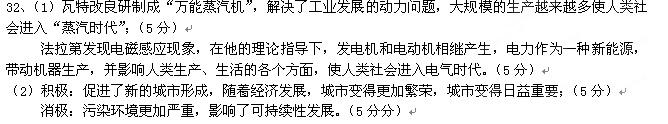 32、（1）瓦特改良研制成“万能蒸汽机”，解决了工业发展的动力问题，大规模的生产越来越多使人类社
会进入“蒸汽时代”；（5分）
法拉第发现电磁感应现象，在他的理论指导下，发电机和电动机相继产生，电力作为一种新能源，
带动机器生产，并影响人类生产、生活的各个方面，使人类社会进入电气时代。（5分）
（2）积极：促进了新的城市形成，随着经济发展，城市变得更加繁荣，城市变得日益重要；（5分）
消极：污染环境更加严重，影响了可持续性发展。（5分分）